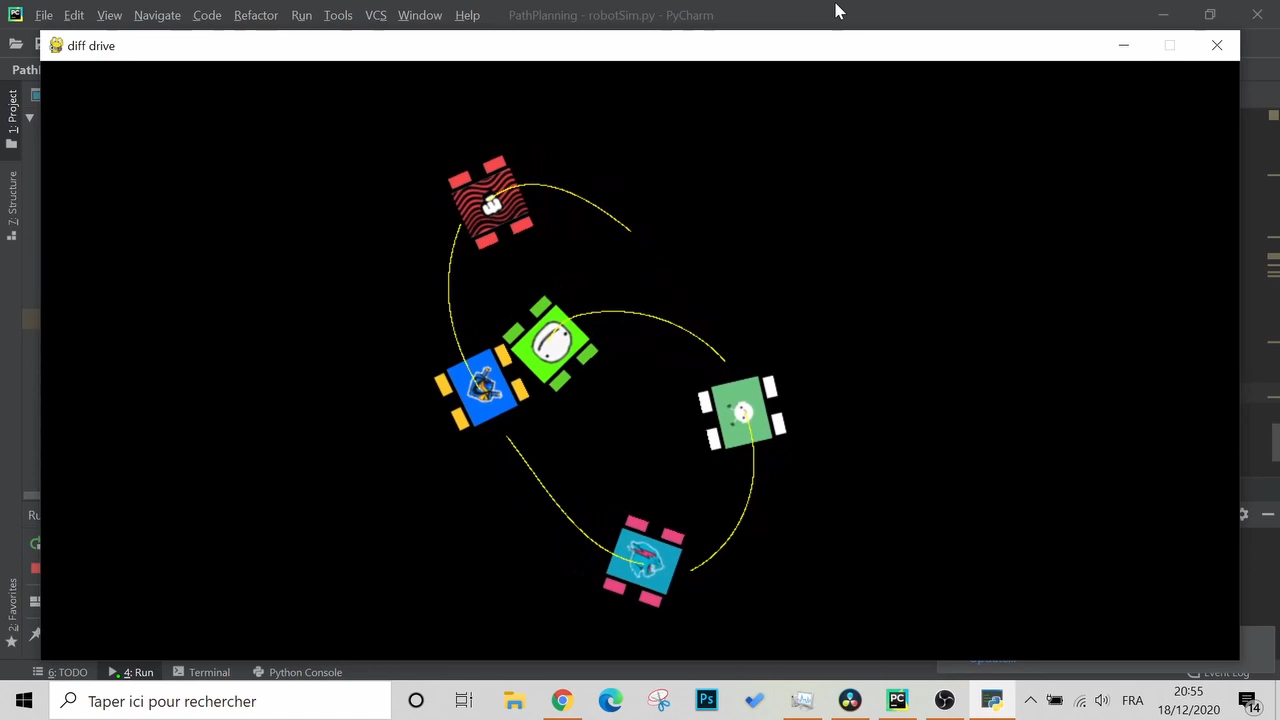 File Edit View Navigate Code Refactor Run Tools VCS Window Help PathPlanning - robotSim.py - PyCharm
diff drive
1: Project
Z: Structure
2: Favorites
6: TODO 4: Run Terminal Python Console Event Log
Taper ici pour rechercher
FRA
20:55
18/12/2020
14